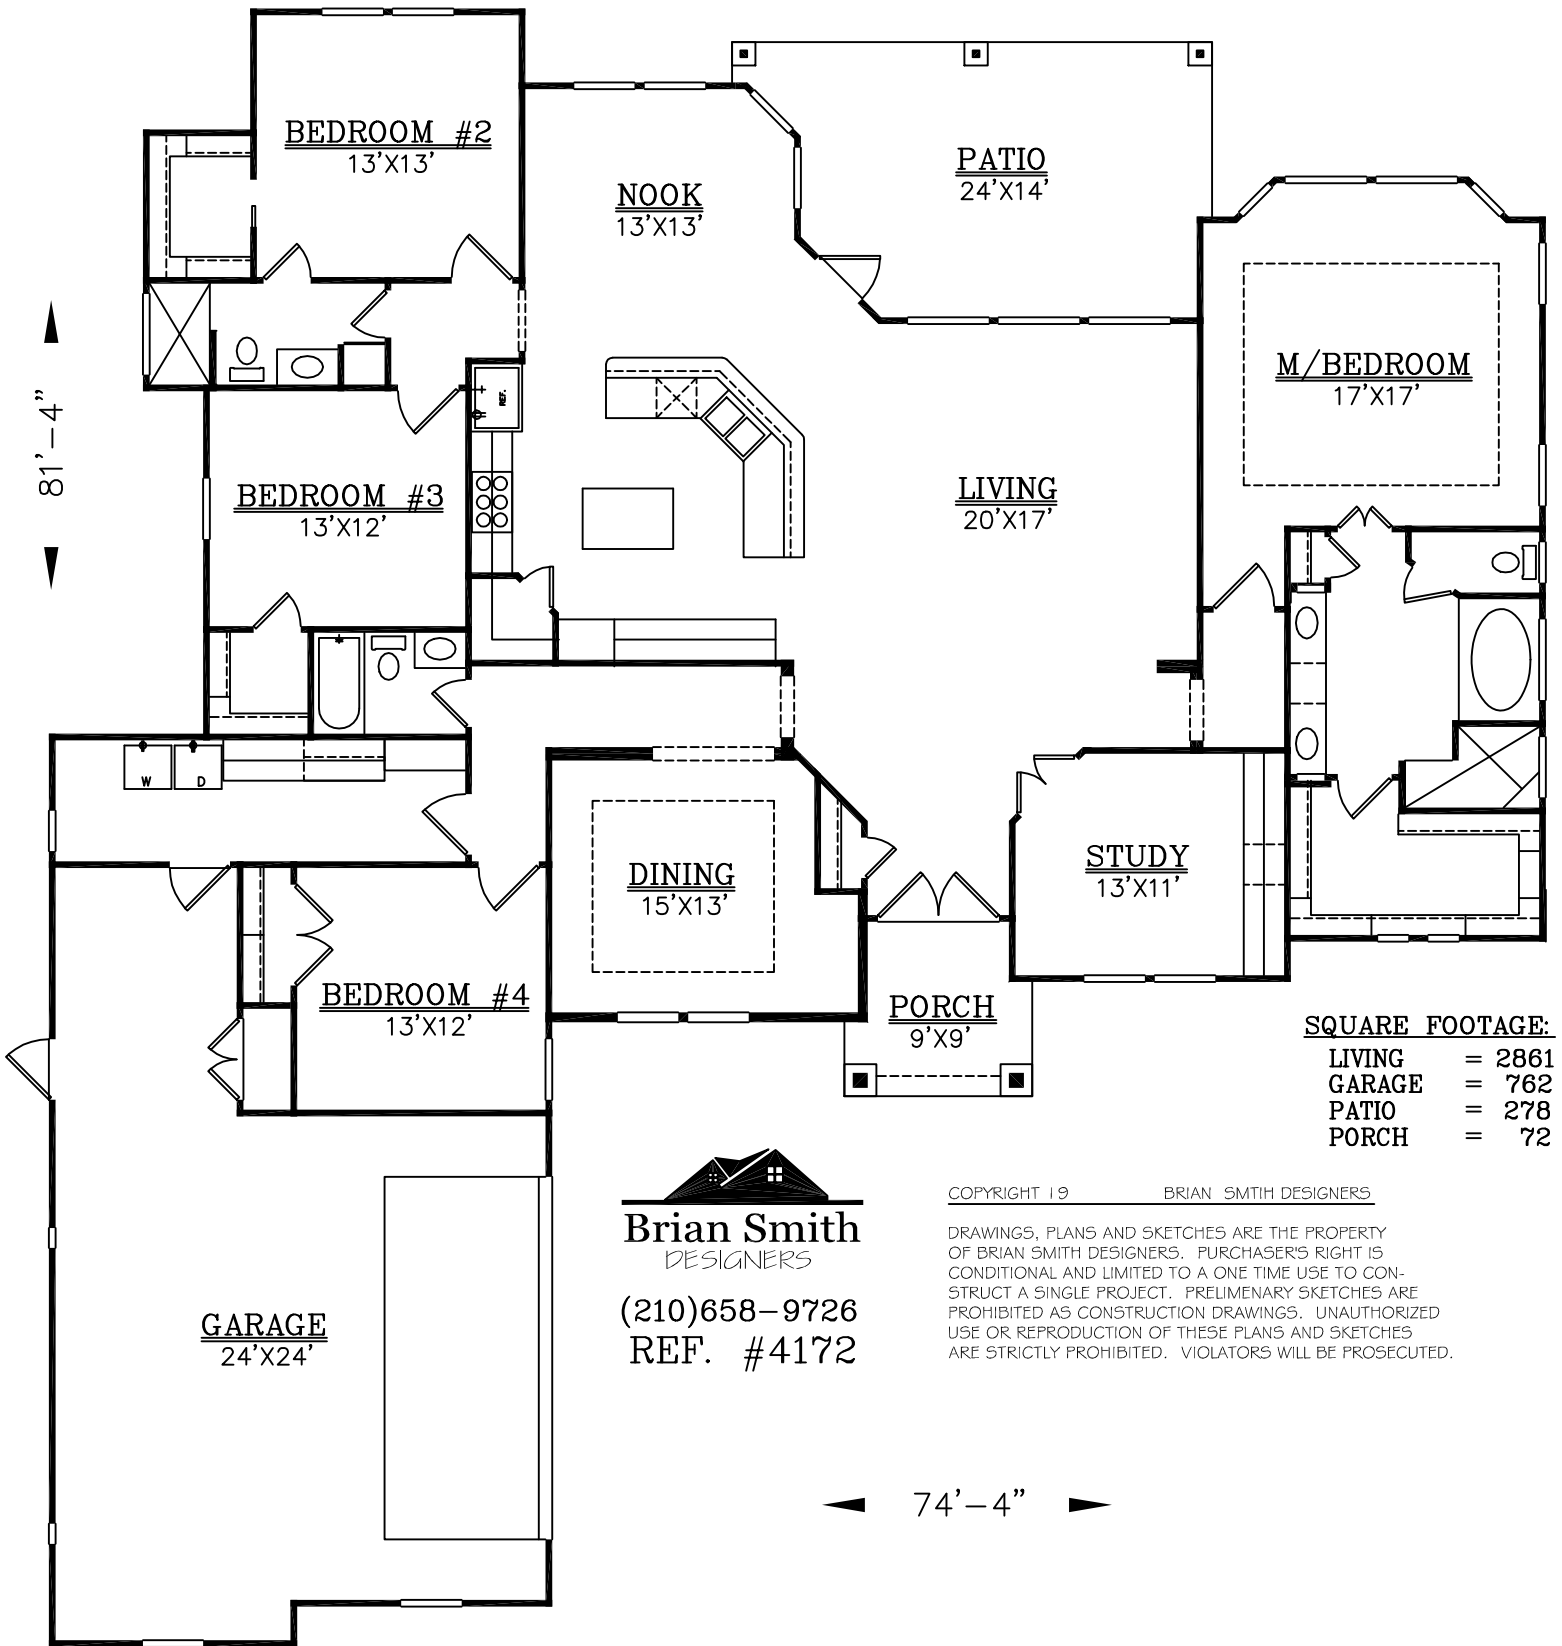 BEDROOM #2
13'X13'
NOOK
13'X13'
PATIO
24'X14'
M/BEDROOM
17'X17'
81'-4"
REF.
BEDROOM #3
13'X12'
LIVING
20'X17'
W
D
DINING
15'X13'
STUDY
13'X11'
BEDROOM #4
13'X12'
PORCH
9'X9'
SQUARE FOOTAGE:
LIVING = 2861
GARAGE = 762
PATIO = 278
PORCH = 72
GARAGE
24'X24'
Brian Smith
DESIGNERS
(210)658-9726
REF. #4172
COPYRIGHT 19 BRIAN SMTIH DESIGNERS
DRAWINGS, PLANS AND SKETCHES ARE THE PROPERTY
OF BRIAN SMITH DESIGNERS. PURCHASER'S RIGHT IS
CONDITIONAL AND LIMITED TO A ONE TIME USE TO CON-
STRUCT A SINGLE PROJECT. PRELIMENARY SKETCHES ARE
PROHIBITED AS CONSTRUCTION DRAWINGS. UNAUTHORIZED
USE OR REPRODUCTION OF THESE PLANS AND SKETCHES
ARE STRICTLY PROHIBITED. VIOLATORS WILL BE PROSECUTED.
74'-4"